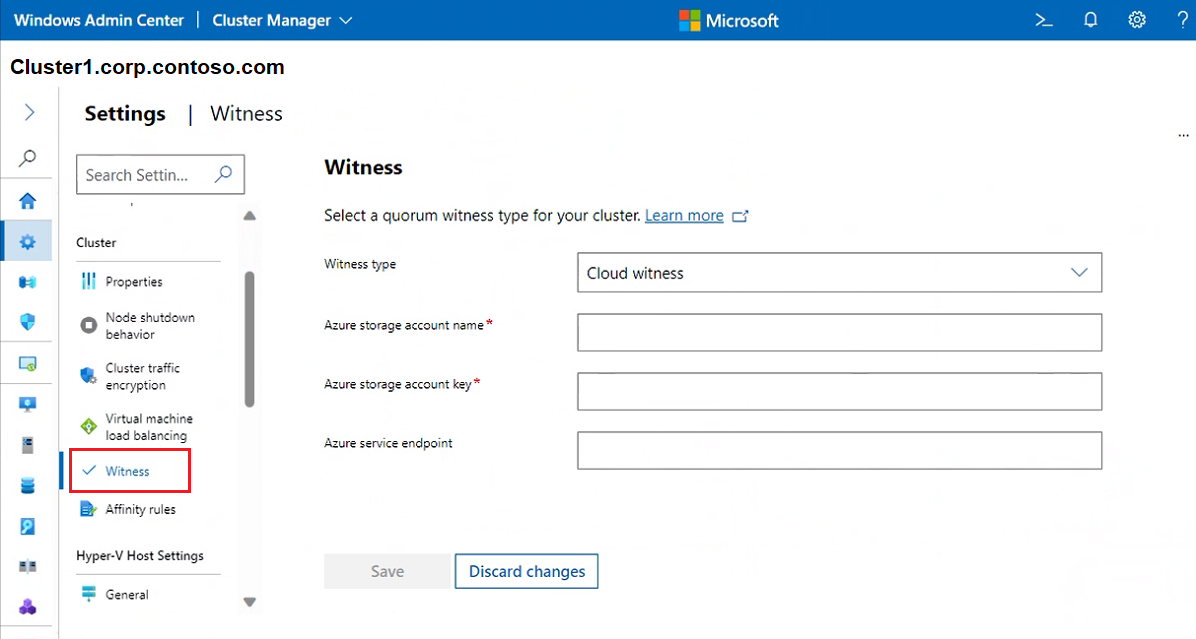 Windows Admin Center | Cluster Manager
Microsoft
?
Cluster1.corp.contoso.com
Settings | Witness
...
Search Settin...
Cluster
Properties
Node shutdown
behavior
Cluster traffic
encryption
Virtual machine
load balancing
Witness
Affinity rules
Hyper-V Host Settings
General
Witness
Select a quorum witness type for your cluster. Learn more
Witness type
Cloud witness
Azure storage account name*
Azure storage account key*
Azure service endpoint
Save
Discard changes